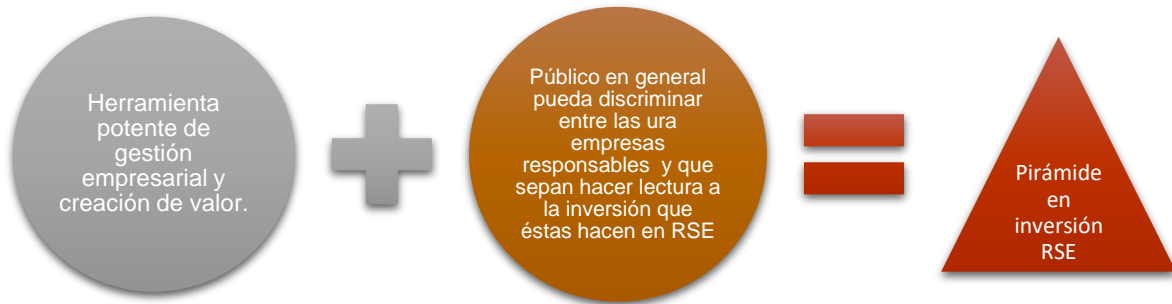 Herramienta
potente de
gestión
empresarial y
creación de valor.
Público en general
pueda discriminar
entre las ura
empresas
responsables y que
sepan hacer lectura a
la inversión que
éstas hacen en RSE
Pirámide
en
inversión
RSE